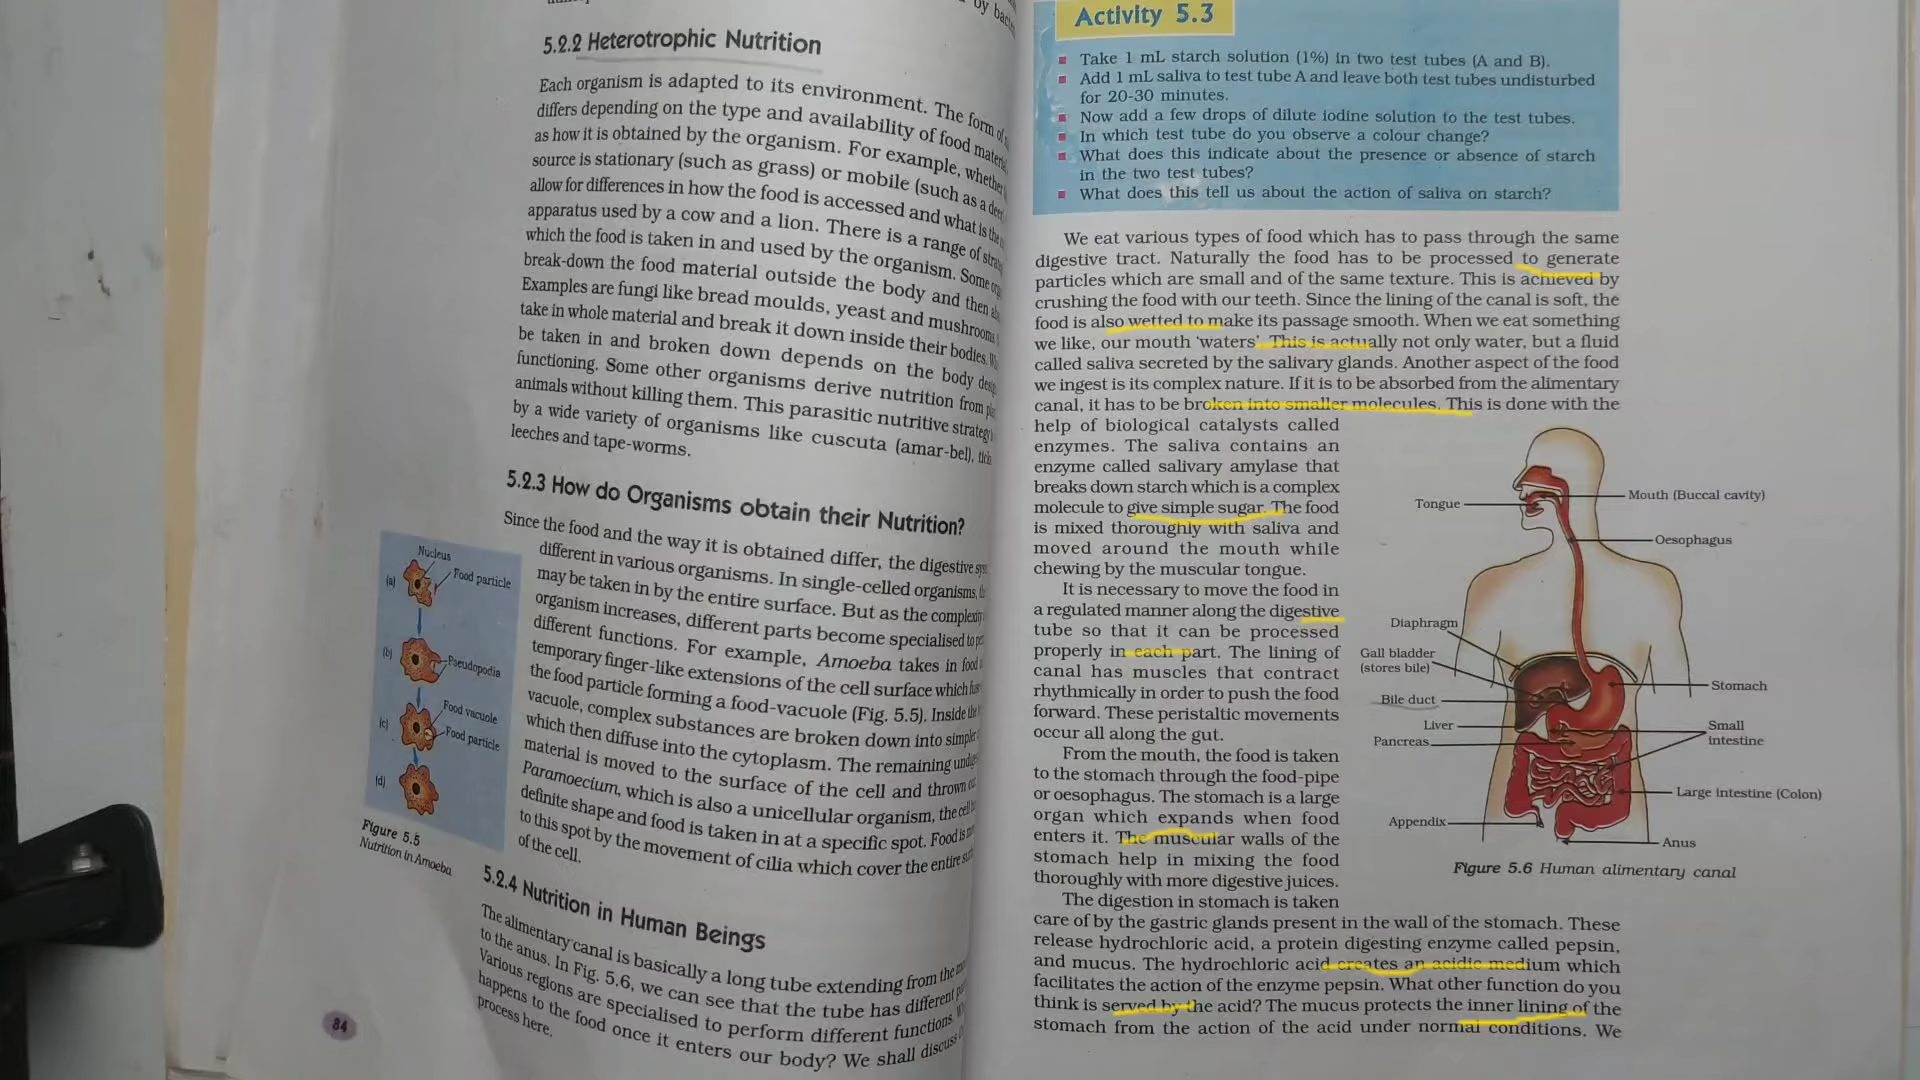 5.2.2 Heterotrophic Nutrition
Each organism is adapted to its environment. The form of
differs depending on the type and availability of food
as how it is obtained by the organism. For example, whether
source is stationary (such as grass) or mobile (such as a
allow for differences in how the food is accessed and what is the
apparatus used by a cow and a lion. There is a range of
which the food is taken in and used by the organism. Some
break-down the food material outside the body and then
Examples are fungi like bread moulds, yeast and mushrooms
take in whole material and break it down inside their bodies.
be taken in and broken down depends on the body
functioning. Some other organisms derive nutrition from
animals without killing them. This parasitic nutritive strategy
by a wide variety of organisms like cuscuta (amar-bel),
leeches and tape-worms.
5.2.3 How do Organisms obtain their Nutrition?
Since the food and the way it is obtained differ, the digestive
different in various organisms. In single-celled organisms,
may be taken in by the entire surface. But as the complexity
organism increases, different parts become specialised to
different functions. For example, Amoeba takes in food
temporary finger-like extensions of the cell surface which
the food particle forming a food-vacuole (Fig. 5.5). Inside the
vacuole, complex substances are broken down into simpler
which then diffuse into the cytoplasm. The remaining
material is moved to the surface of the cell and thrown
Paramoecium, which is also a unicellular organism, the
definite shape and food is taken in at a specific spot. Food is
to this spot by the movement of cilia which cover the entire
of the cell.
Nucleus
(a)
Food particle
(b)
Pseudopodia
Food vacuole
(c)
Food particle
(d)
Figure 5.5
Nutrition in Amoeba
5.2.4 Nutrition in Human Beings
The alimentary canal is basically a long tube extending from the
to the anus. In Fig. 5.6, we can see that the tube has different
Various regions are specialised to perform different functions.
happens to the food once it enters our body? We shall discuss
process here.
84
Activity 5.3
Take 1 mL starch solution (1%) in two test tubes (A and B).
Add 1 mL saliva to test tube A and leave both test tubes undisturbed
for 20-30 minutes.
Now add a few drops of dilute iodine solution to the test tubes.
In which test tube do you observe a colour change?
What does this indicate about the presence or absence of starch
in the two test tubes?
What does this tell us about the action of saliva on starch?
We eat various types of food which has to pass through the same
digestive tract. Naturally the food has to be processed to generate
particles which are small and of the same texture. This is achieved by
crushing the food with our teeth. Since the lining of the canal is soft, the
food is also wetted to make its passage smooth. When we eat something
we like, our mouth ‘waters’. This is actually not only water, but a fluid
called saliva secreted by the salivary glands. Another aspect of the food
we ingest is its complex nature. If it is to be absorbed from the alimentary
canal, it has to be broken into smaller molecules. This is done with the
help of biological catalysts called
enzymes. The saliva contains an
enzyme called salivary amylase that
breaks down starch which is a complex
molecule to give simple sugar. The food
is mixed thoroughly with saliva and
moved around the mouth while
chewing by the muscular tongue.
It is necessary to move the food in
a regulated manner along the digestive
tube so that it can be processed
properly in each part. The lining of
canal has muscles that contract
rhythmically in order to push the food
forward. These peristaltic movements
occur all along the gut.
From the mouth, the food is taken
to the stomach through the food-pipe
or oesophagus. The stomach is a large
organ which expands when food
enters it. The muscular walls of the
stomach help in mixing the food
thoroughly with more digestive juices.
The digestion in stomach is taken
care of by the gastric glands present in the wall of the stomach. These
release hydrochloric acid, a protein digesting enzyme called pepsin,
and mucus. The hydrochloric acid creates an acidic medium which
facilitates the action of the enzyme pepsin. What other function do you
think is served by the acid? The mucus protects the inner lining of the
stomach from the action of the acid under normal conditions. We
Tongue
Mouth (Buccal cavity)
Oesophagus
Diaphragm
Gall bladder
(stores bile)
Stomach
Bile duct
Liver
Small
intestine
Pancreas
Large intestine (Colon)
Appendix
Anus
Figure 5.6 Human alimentary canal